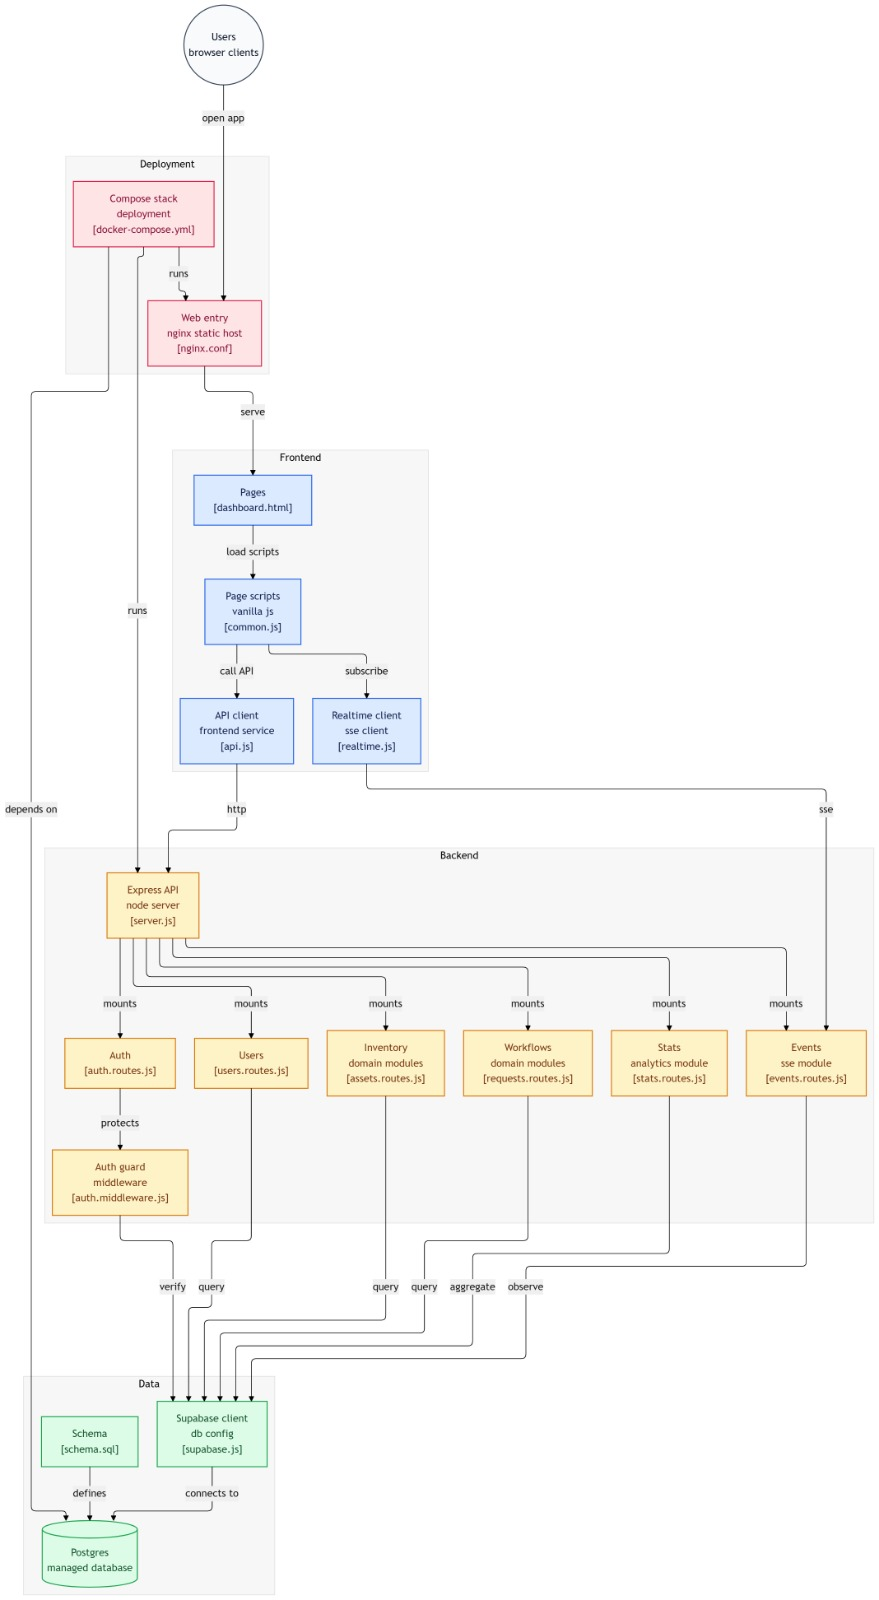 Users
browser clients
open app
Deployment
Compose stack
deployment
[docker-compose.yml]
runs
Web entry
nginx static host
[nginx.conf]
serve
Frontend
Pages
[dashboard.html]
load scripts
Page scripts
vanilla js
[common.js]
runs
call API
subscribe
API client
frontend service
[api.js]
Realtime client
sse client
[realtime.js]
depends on
http
sse
Backend
Express API
node server
[server.js]
mounts
mounts
mounts
mounts
mounts
mounts
Auth
[auth.routes.js]
Users
[users.routes.js]
Inventory
domain modules
[assets.routes.js]
Workflows
domain modules
[requests.routes.js]
Stats
analytics module
[stats.routes.js]
Events
sse module
[events.routes.js]
protects
Auth guard
middleware
[auth.middleware.js]
verify
query
query
query
aggregate
observe
Data
Schema
[schema.sql]
Supabase client
db config
[supabase.js]
defines
connects to
Postgres
managed database